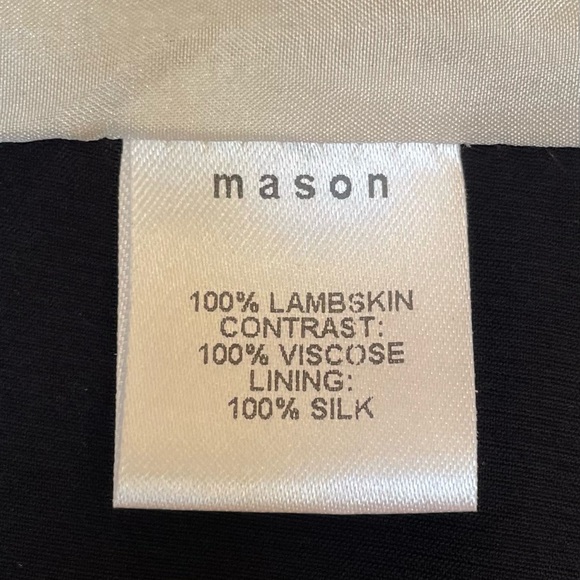 mason
100% LAMBSKIN
CONTRAST:
100% VISCOSE
LINING:
100% SILK